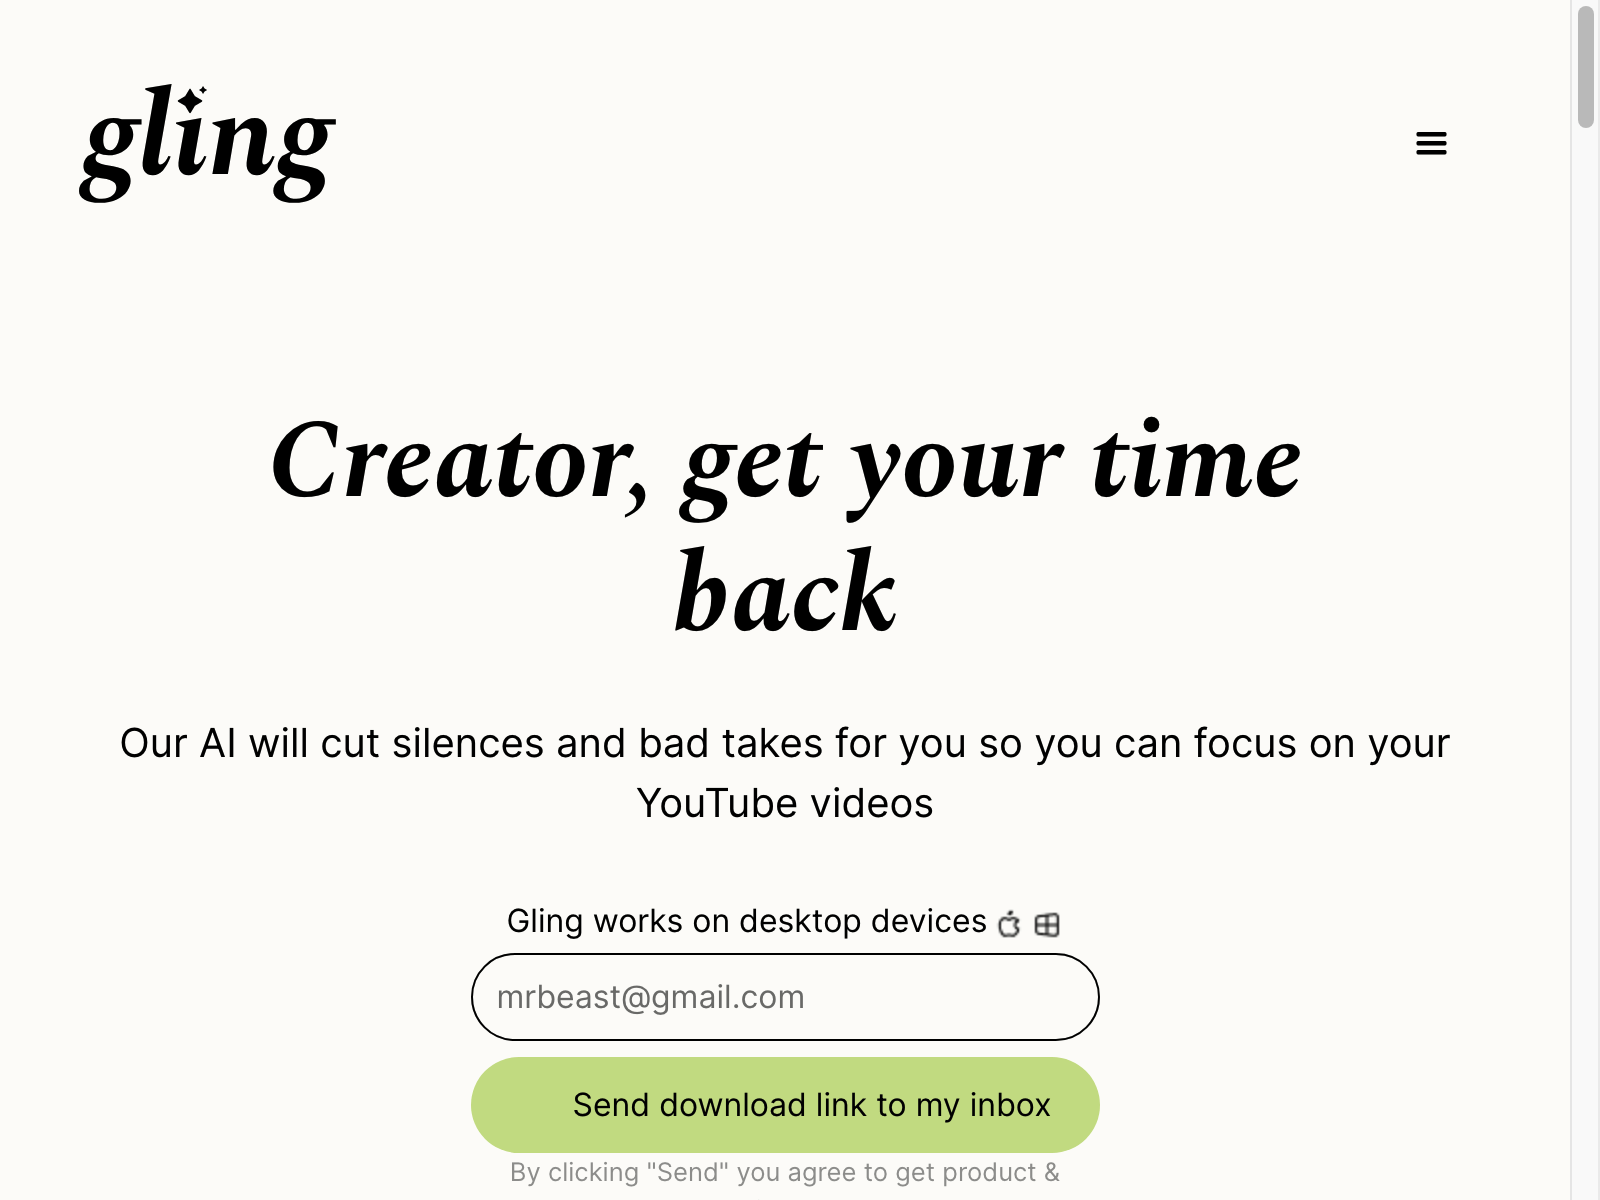 gling
Creator, get your time
back
Our AI will cut silences and bad takes for you so you can focus on your
YouTube videos
Gling works on desktop devices
mrbeast@gmail.com
Send download link to my inbox
By clicking "Send" you agree to get product &